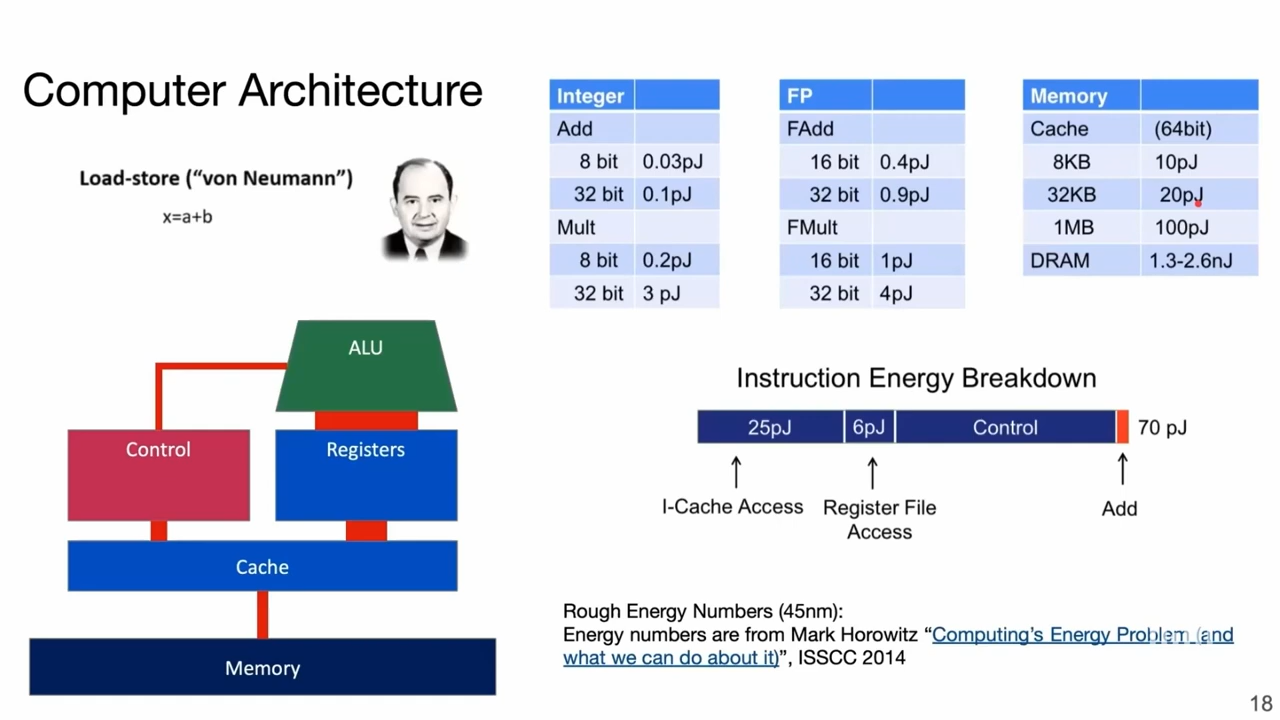 Computer Architecture
Load-store ("von Neumann")
x=a+b
ALU
Control
Registers
Cache
Memory
Integer
Add
8 bit 0.03pJ
32 bit 0.1pJ
Mult
8 bit 0.2pJ
32 bit 3 pJ
FP
FAdd
16 bit 0.4pJ
32 bit 0.9pJ
FMult
16 bit 1pJ
32 bit 4pJ
Memory
Cache (64bit)
8KB 10pJ
32KB 20pJ
1MB 100pJ
DRAM 1.3-2.6nJ
Instruction Energy Breakdown
25pJ 6pJ Control 70 pJ
I-Cache Access
Register File
Access
Add
Rough Energy Numbers (45nm):
Energy numbers are from Mark Horowitz “Computing’s Energy Problem (and
what we can do about it)”, ISSCC 2014
18